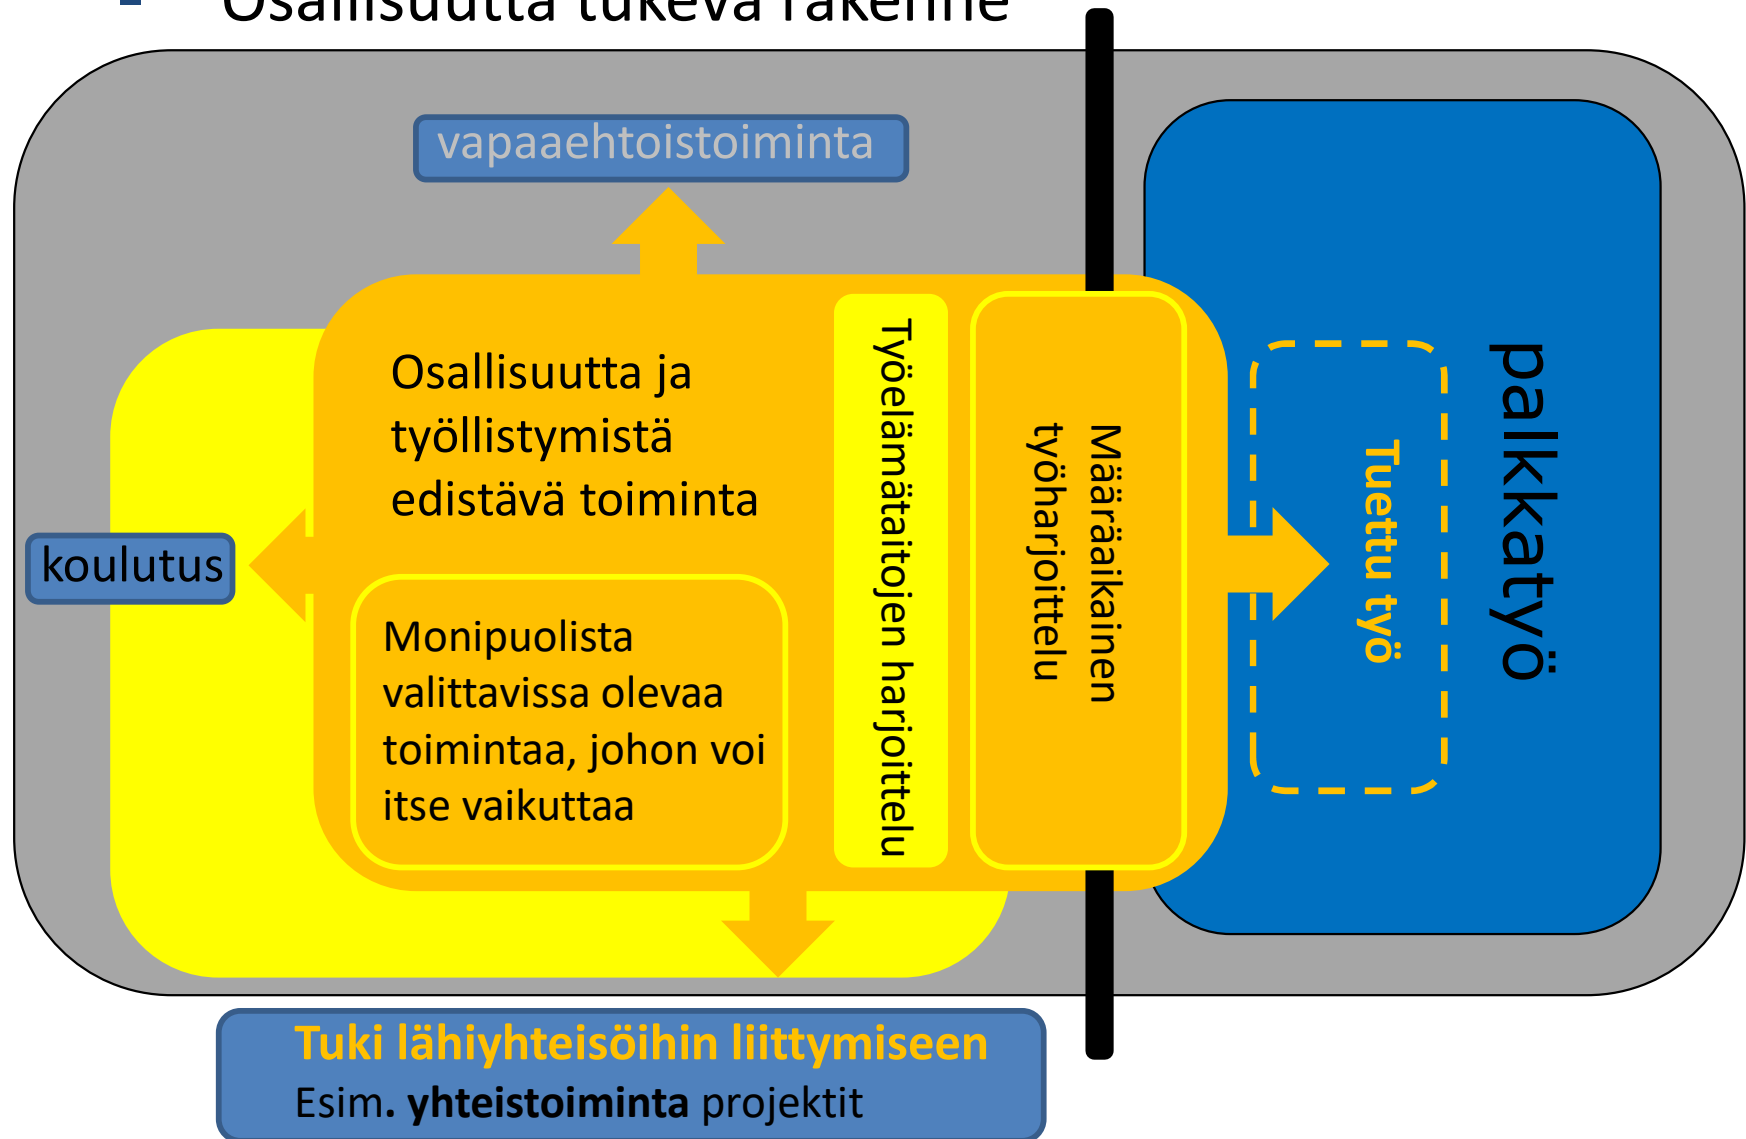 Osallisuutta tukeva rakenne
vapaaehtoistoiminta
Osallisuutta ja
työllistymistä
edistävä toiminta
koulutus
Monipuolista
valittavissa olevaa
toimintaa, johon voi
itse vaikuttaa
Työelämätaitojen harjoittelu
Määräaikainen
työharjoittelu
Tuettu työ
palkkatyö
Tuki lähiyhteisöihin liittymiseen
Esim. yhteistoiminta projektit